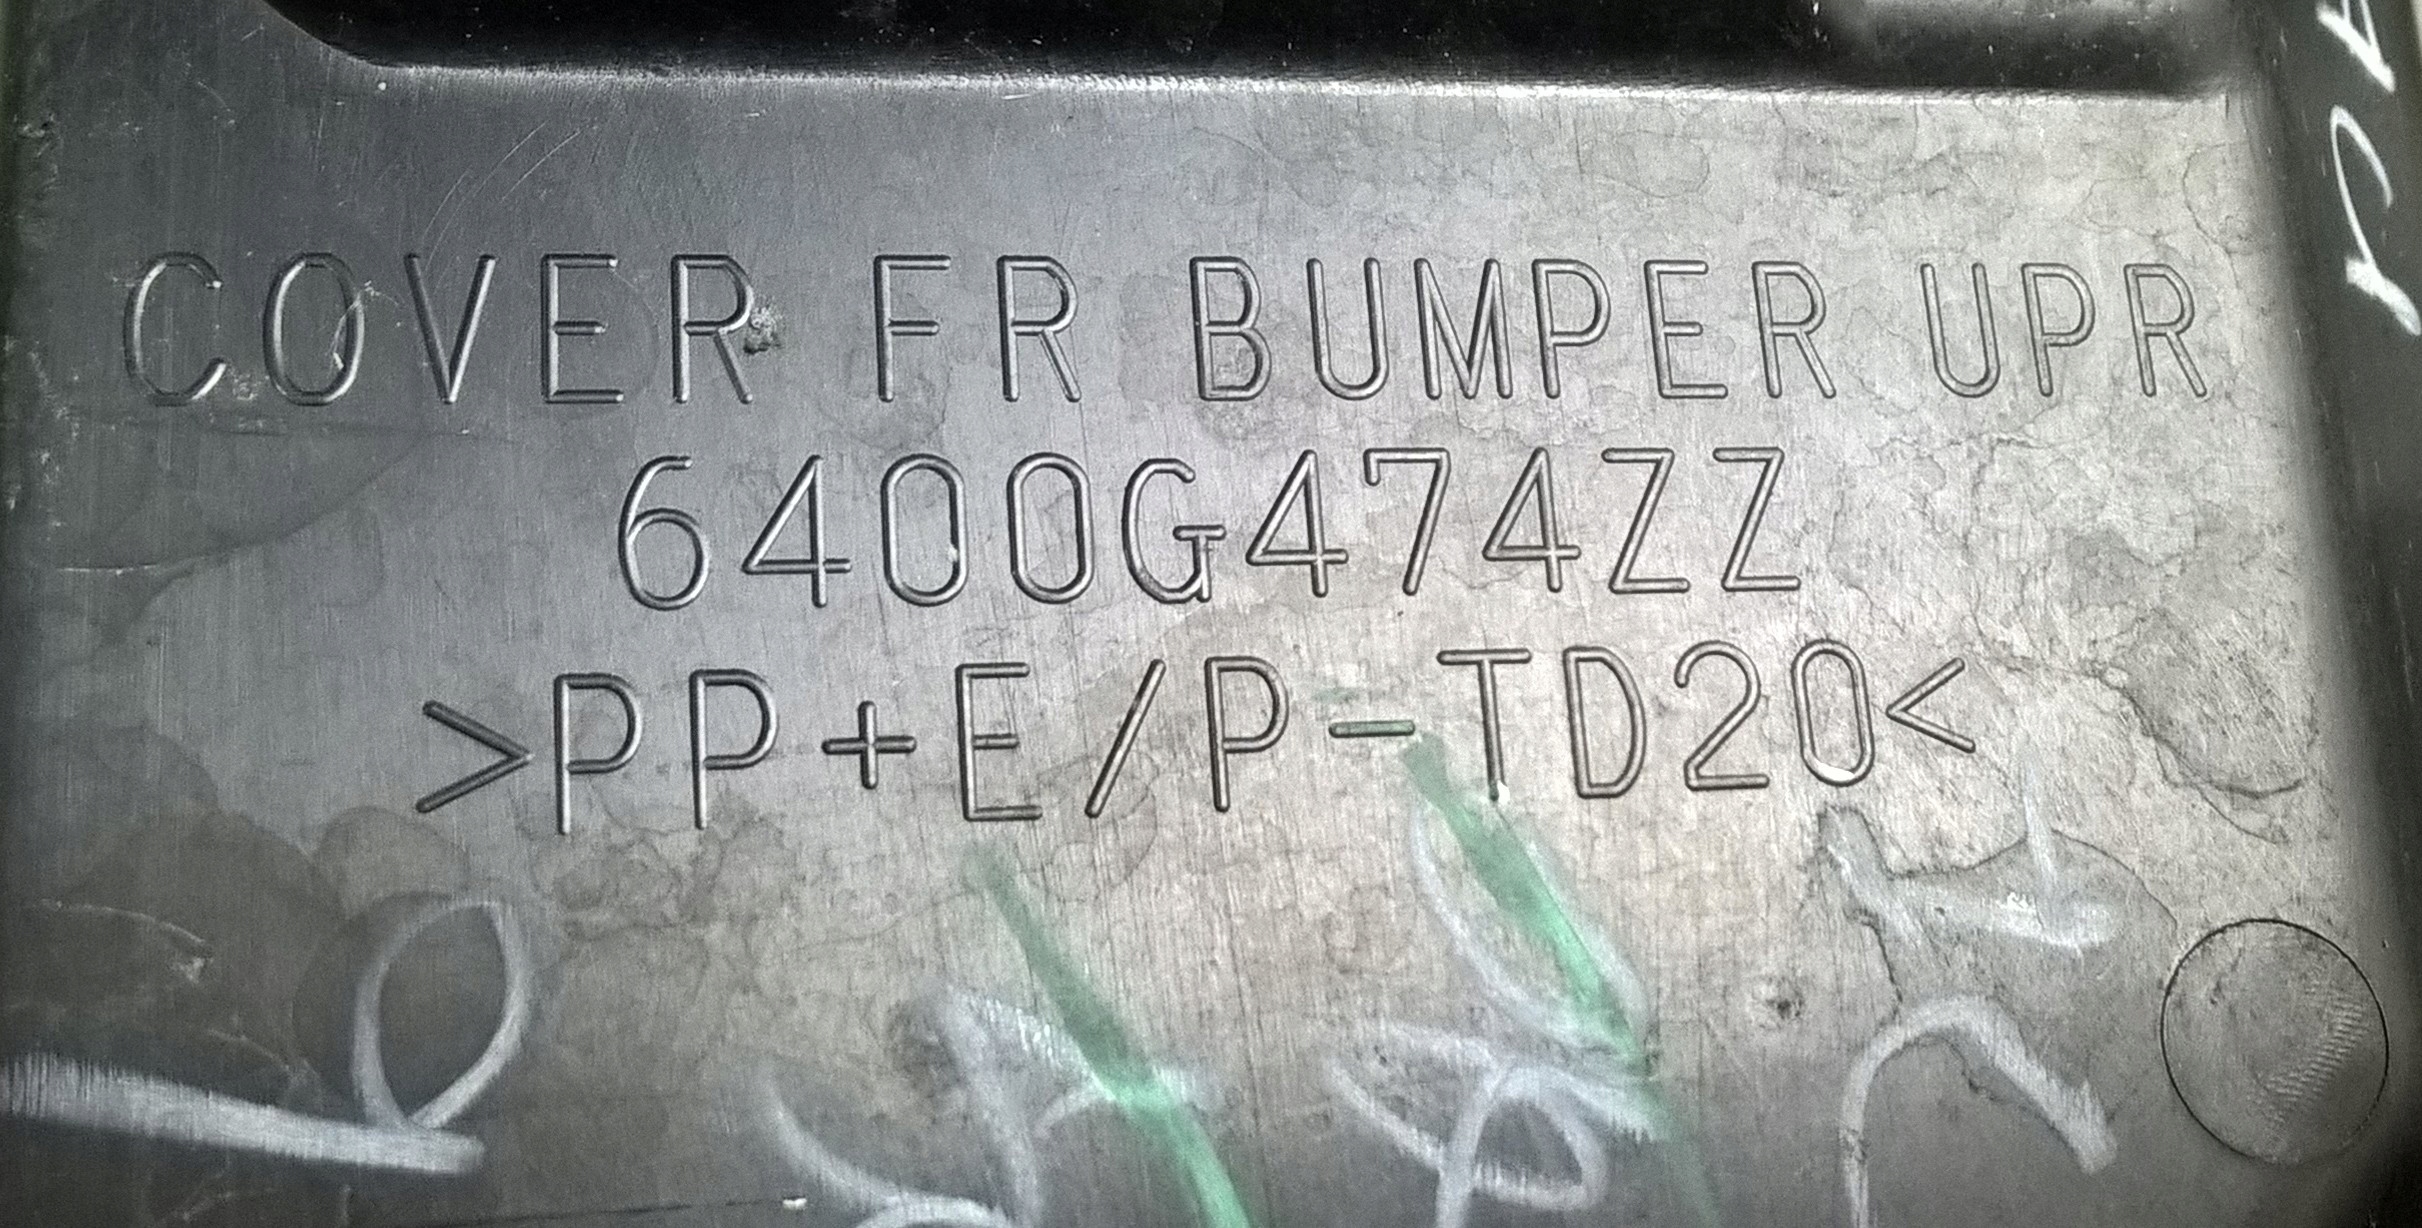 COVER FR BUMPER UPR
6400G474ZZ
>PP+E/P-TD20<